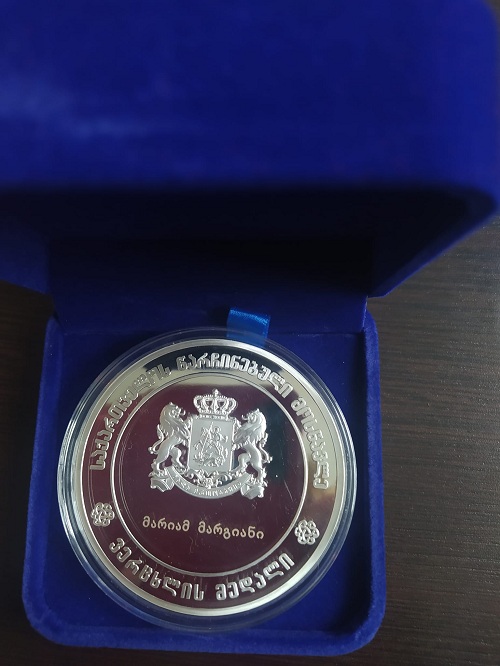 საქართველოს წარჩინებული მოსწავლე
მარიამ მარგიანი
ვერცხლის მედალი